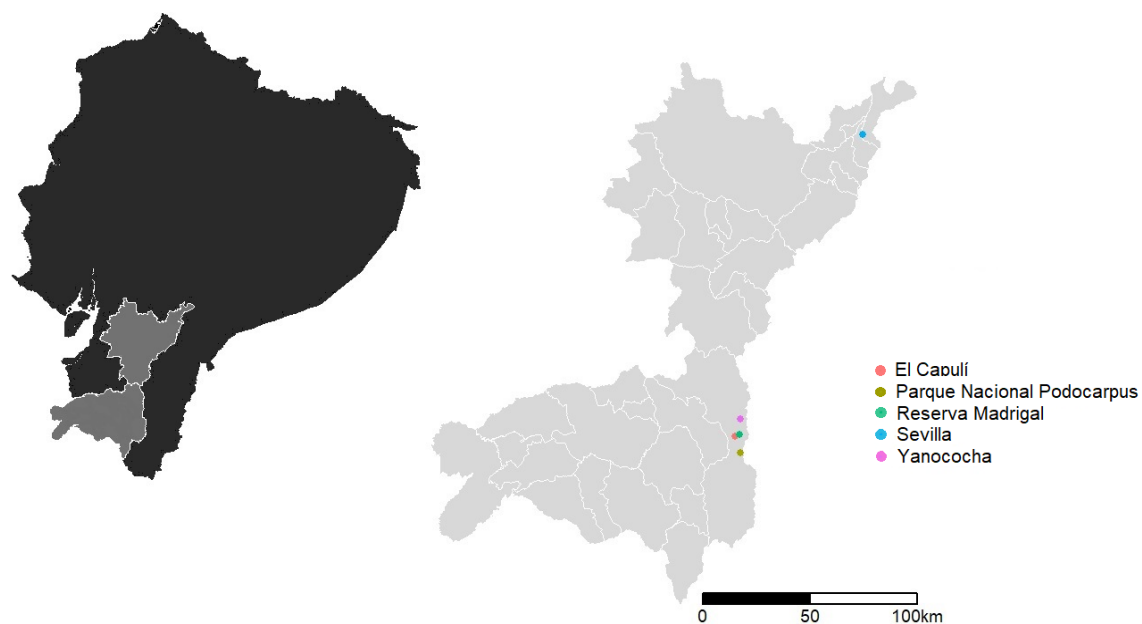 El Capulí
Parque Nacional Podocarpus
Reserva Madrigal
Sevilla
Yanococha
0 50 100km